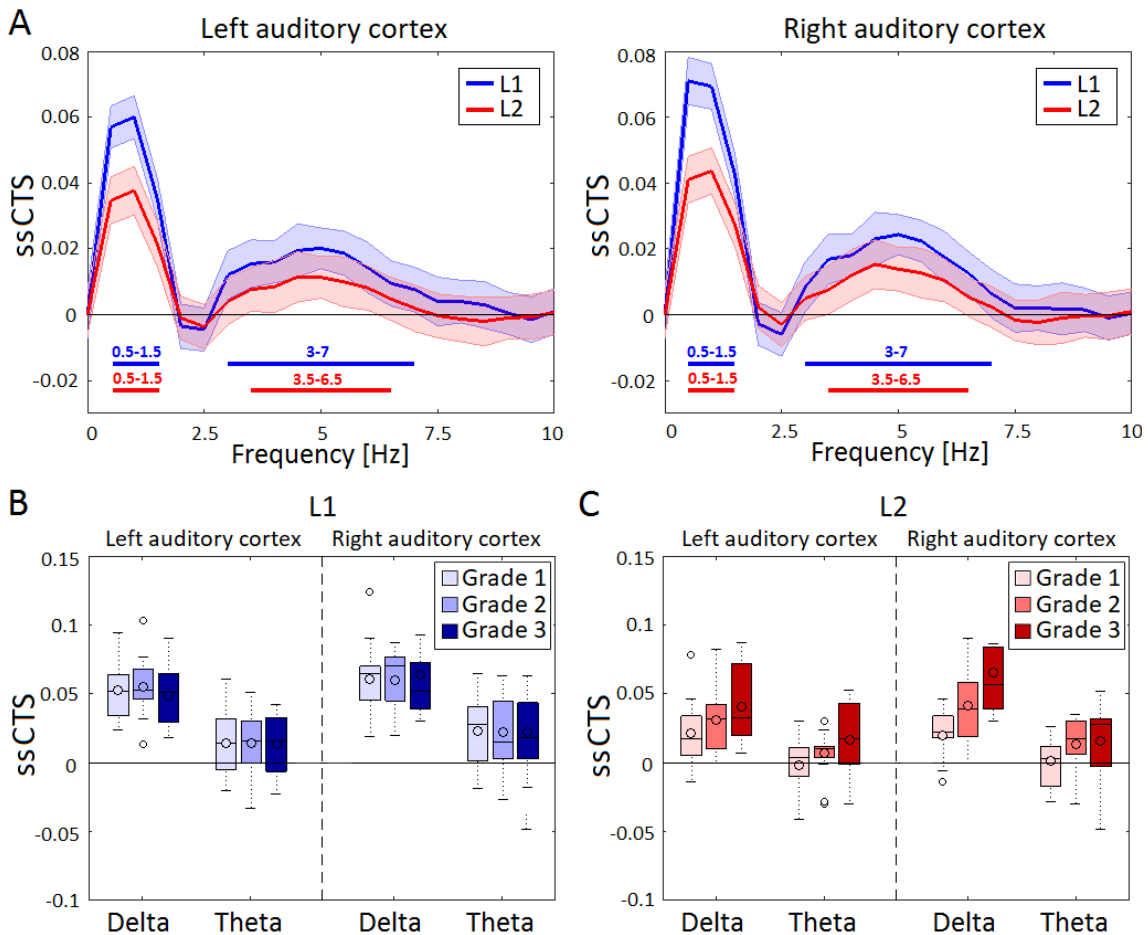 A
Left auditory cortex
ssCTS
0.08
0.06
0.04
0.02
0
-0.02
L1
L2
0.5-1.5
3-7
0.5-1.5
3.5-6.5
0 2.5 5 7.5 10
Frequency [Hz]
Right auditory cortex
ssCTS
0.08
0.06
0.04
0.02
0
-0.02
L1
L2
0.5-1.5
3-7
0.5-1.5
3.5-6.5
0 2.5 5 7.5 10
Frequency [Hz]
B
L1
Left auditory cortex Right auditory cortex
ssCTS
0.15
0.1
0.05
0
-0.05
-0.1
Grade 1
Grade 2
Grade 3
Delta Theta Delta Theta
C
L2
Left auditory cortex Right auditory cortex
ssCTS
0.15
0.1
0.05
0
-0.05
-0.1
Grade 1
Grade 2
Grade 3
Delta Theta Delta Theta